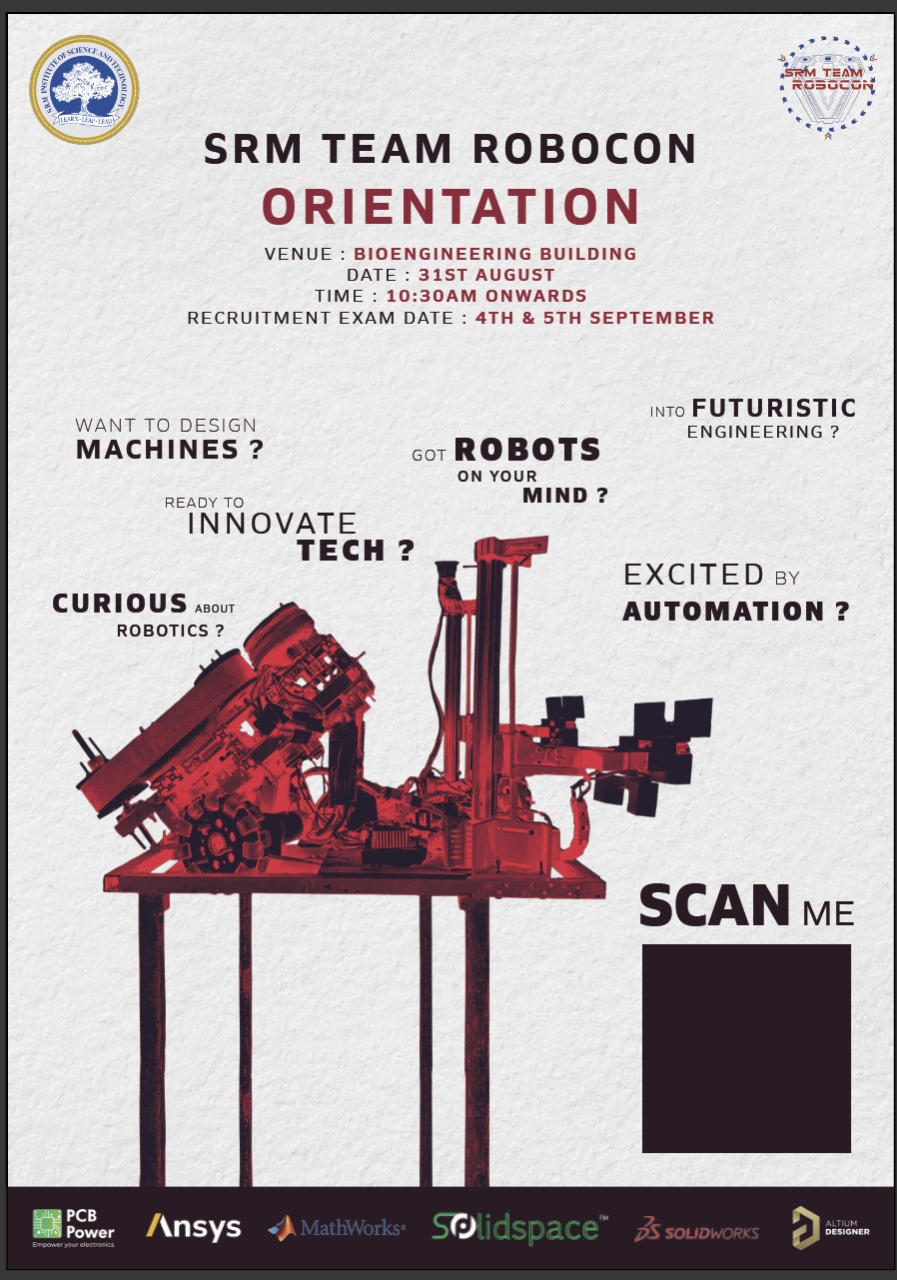 SRM INSTITUTE OF SCIENCE AND TECHNOLOGY
LEARN - LEAP - LEAD
SRM TEAM
ROBOCON
SRM TEAM ROBOCON
ORIENTATION
VENUE : BIOENGINEERING BUILDING
DATE : 31ST AUGUST
TIME : 10:30AM ONWARDS
RECRUITMENT EXAM DATE : 4TH & 5TH SEPTEMBER
WANT TO DESIGN
MACHINES ?
GOT ROBOTS
ON YOUR
MIND ?
INTO FUTURISTIC
ENGINEERING ?
READY TO
INNOVATE
TECH ?
EXCITED BY
AUTOMATION ?
CURIOUS ABOUT
ROBOTICS ?
SCAN ME
PCB
Power
Empower your electronics
Ansys
MathWorks®
Solidspace™
SOLIDWORKS
ALTIUM
DESIGNER